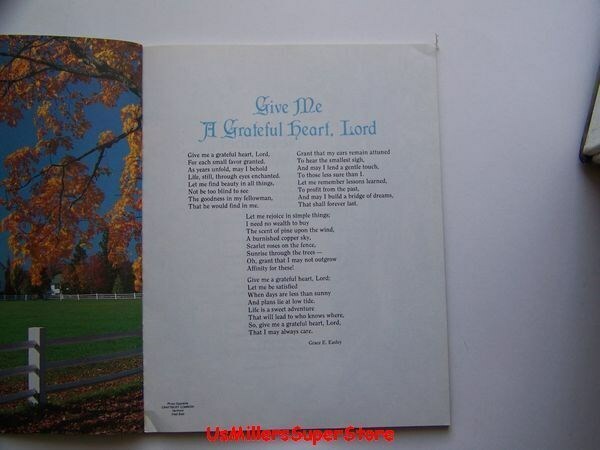 Give Me
A Grateful Heart, Lord
Give me a grateful heart, Lord,
For each small favor granted.
As years unfold, may I behold
Life, still, through eyes enchanted.
Let me find beauty in all things,
Not be too blind to see
The goodness in my fellowman,
That he would find in me.
Grant that my ears remain attuned
To hear the smallest sigh,
And may I lend a gentle touch,
To those less sure than I.
Let me remember lessons learned,
To profit from the past,
And may I build a bridge of dreams,
That shall forever last.
Let me rejoice in simple things;
I need no wealth to buy
The scent of pine upon the wind,
A burnished copper sky,
Scarlet roses on the fence,
Sunrise through the trees —
Oh, grant that I may not outgrow
Affinity for these!
Give me a grateful heart, Lord;
Let me be satisfied
When days are less than sunny
And plans lie at low tide.
Life is a sweet adventure
That will lead to who knows where,
So, give me a grateful heart, Lord,
That I may always care.
Grace E. Easley
Photo Opposite
UsMillersSuperStore